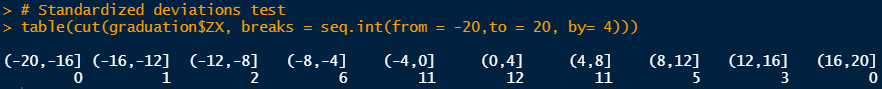 > # Standardized deviations test
> table(cut(graduation$ZX, breaks = seq.int(from = -20,to = 20, by= 4)))
(-20,-16] (-16,-12] (-12,-8] (-8,-4] (-4,0] (0,4] (4,8] (8,12] (12,16] (16,20]
0 1 2 6 11 12 11 5 3 0